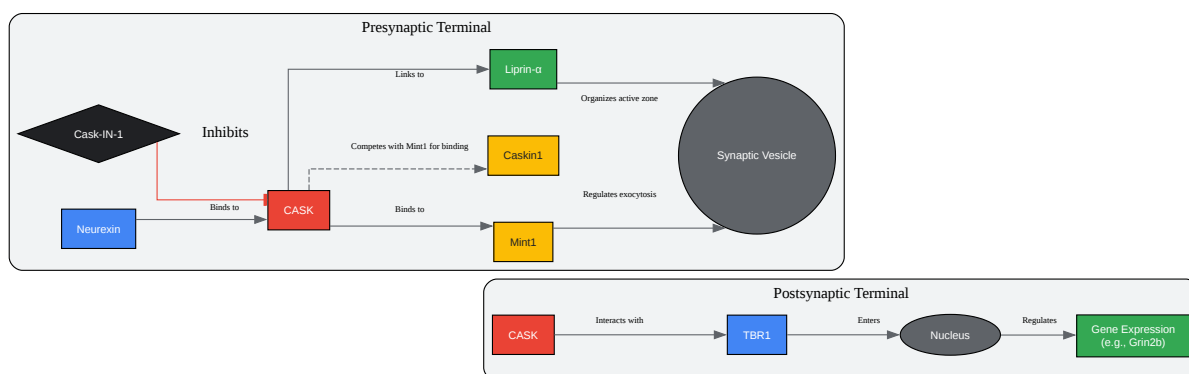 Presynaptic Terminal
Liprin-α
Links to
Organizes active zone
Cask-IN-1
Inhibits
Competes with Mint1 for binding
Caskin1
Synaptic Vesicle
Regulates exocytosis
Binds to
CASK
Binds to
Neurexin
Mint1
Postsynaptic Terminal
CASK
Interacts with
TBR1
Enters
Nucleus
Regulates
Gene Expression
(e.g., Grin2b)